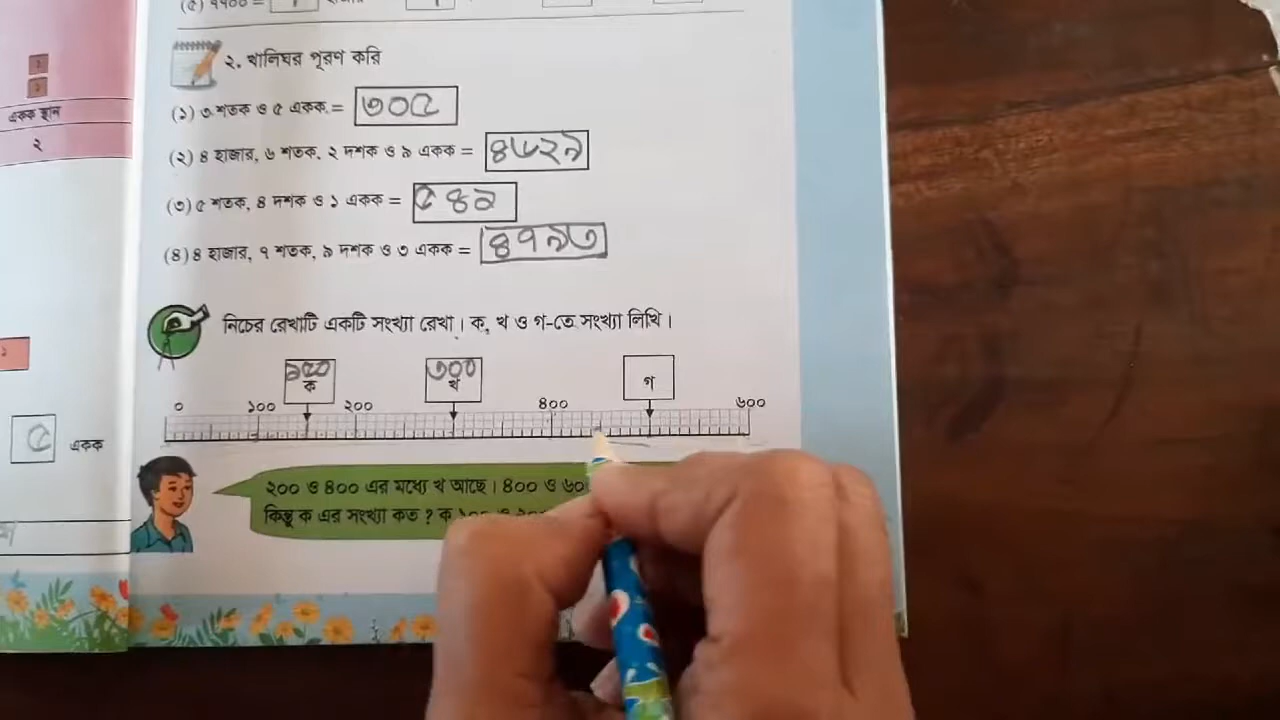 (৫) ৭৭০০ =
হাজার
২. খালিঘর পূরণ করি
(১) ৩ শতক ও ৫ একক = ৩০৫
(২) ৪ হাজার, ৬ শতক, ২ দশক ও ৯ একক = ৪৬২৯
(৩) ৫ শতক, ৪ দশক ও ১ একক = ৫৪১
(৪) ৪ হাজার, ৭ শতক, ৯ দশক ও ৩ একক = ৪৭৯৩
একক স্থান
২
নিচের রেখাটি একটি সংখ্যা রেখা। ক, খ ও গ-তে সংখ্যা লিখি।
১৫০ ৩০০
ক খ গ
০ ১০০ ২০০ ৪০০ ৬০০
৫ একক
২০০ ও ৪০০ এর মধ্যে খ আছে। ৪০০ ও ৬০
কিন্তু ক এর সংখ্যা কত? ক ১০০ ও